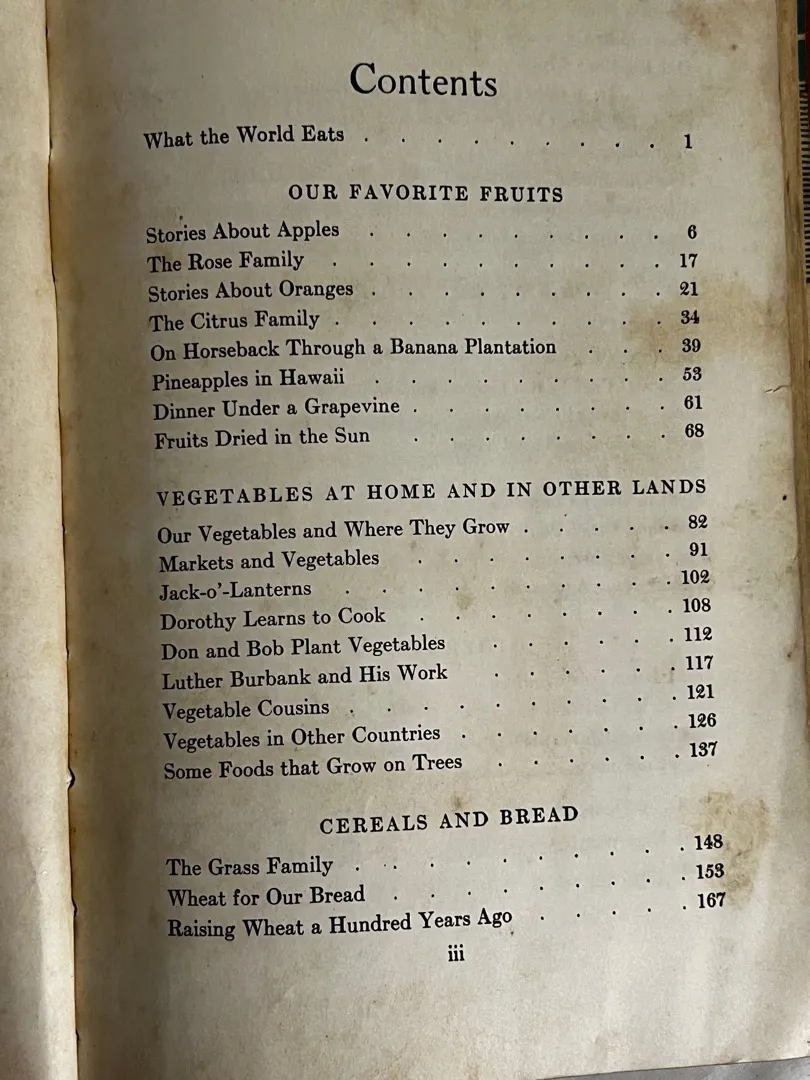 Contents
What the World Eats . . . . . . . . . 1
OUR FAVORITE FRUITS
Stories About Apples . . . . . . . . . 6
The Rose Family . . . . . . . . . . 17
Stories About Oranges . . . . . . . . . 21
The Citrus Family . . . . . . . . . . 34
On Horseback Through a Banana Plantation . . . 39
Pineapples in Hawaii . . . . . . . . . 53
Dinner Under a Grapevine . . . . . . . . 61
Fruits Dried in the Sun . . . . . . . . 68
VEGETABLES AT HOME AND IN OTHER LANDS
Our Vegetables and Where They Grow . . . . . 82
Markets and Vegetables . . . . . . . . 91
Jack-o'-Lanterns . . . . . . . . . . 102
Dorothy Learns to Cook . . . . . . . . 108
Don and Bob Plant Vegetables . . . . . . 112
Luther Burbank and His Work . . . . . . 117
Vegetable Cousins . . . . . . . . . . 121
Vegetables in Other Countries . . . . . . . 126
Some Foods that Grow on Trees . . . . . . 137
CEREALS AND BREAD
The Grass Family . . . . . . . . . . 148
Wheat for Our Bread . . . . . . . . . 153
Raising Wheat a Hundred Years Ago . . . . . 167
iii